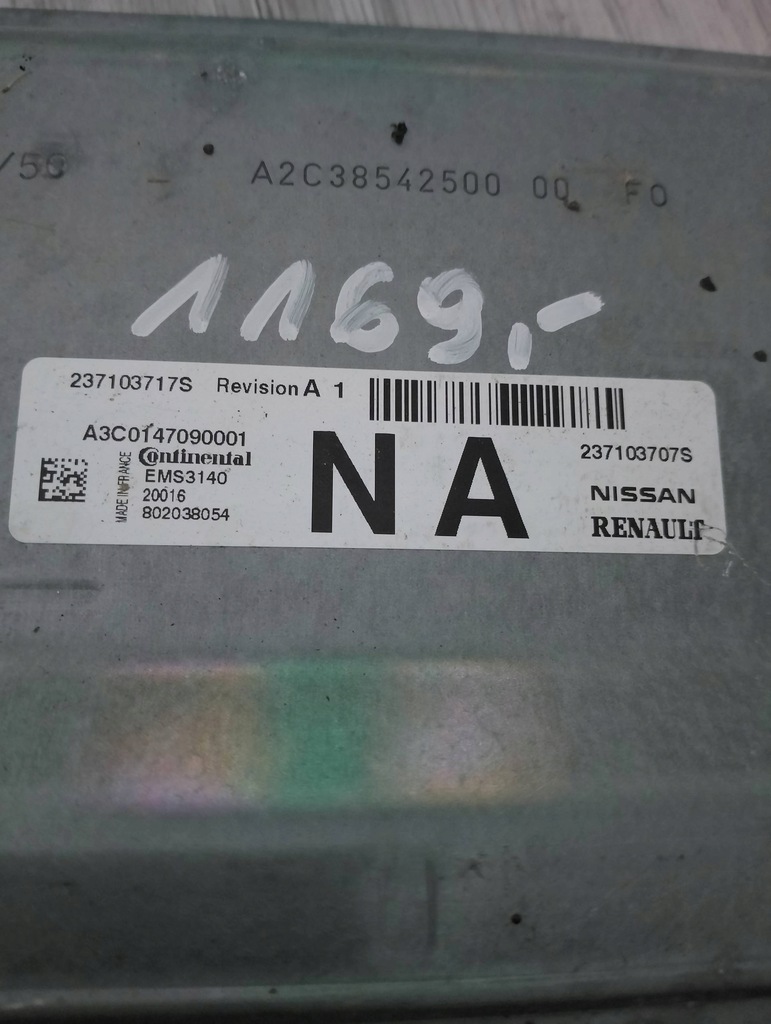 /50 A2C38542500 00 F0
1169,-
237103717S Revision A 1
A3C0147090001
Continental
EMS3140
20016
802038054
MADE IN FRANCE
NA
237103707S
NISSAN
RENAULT